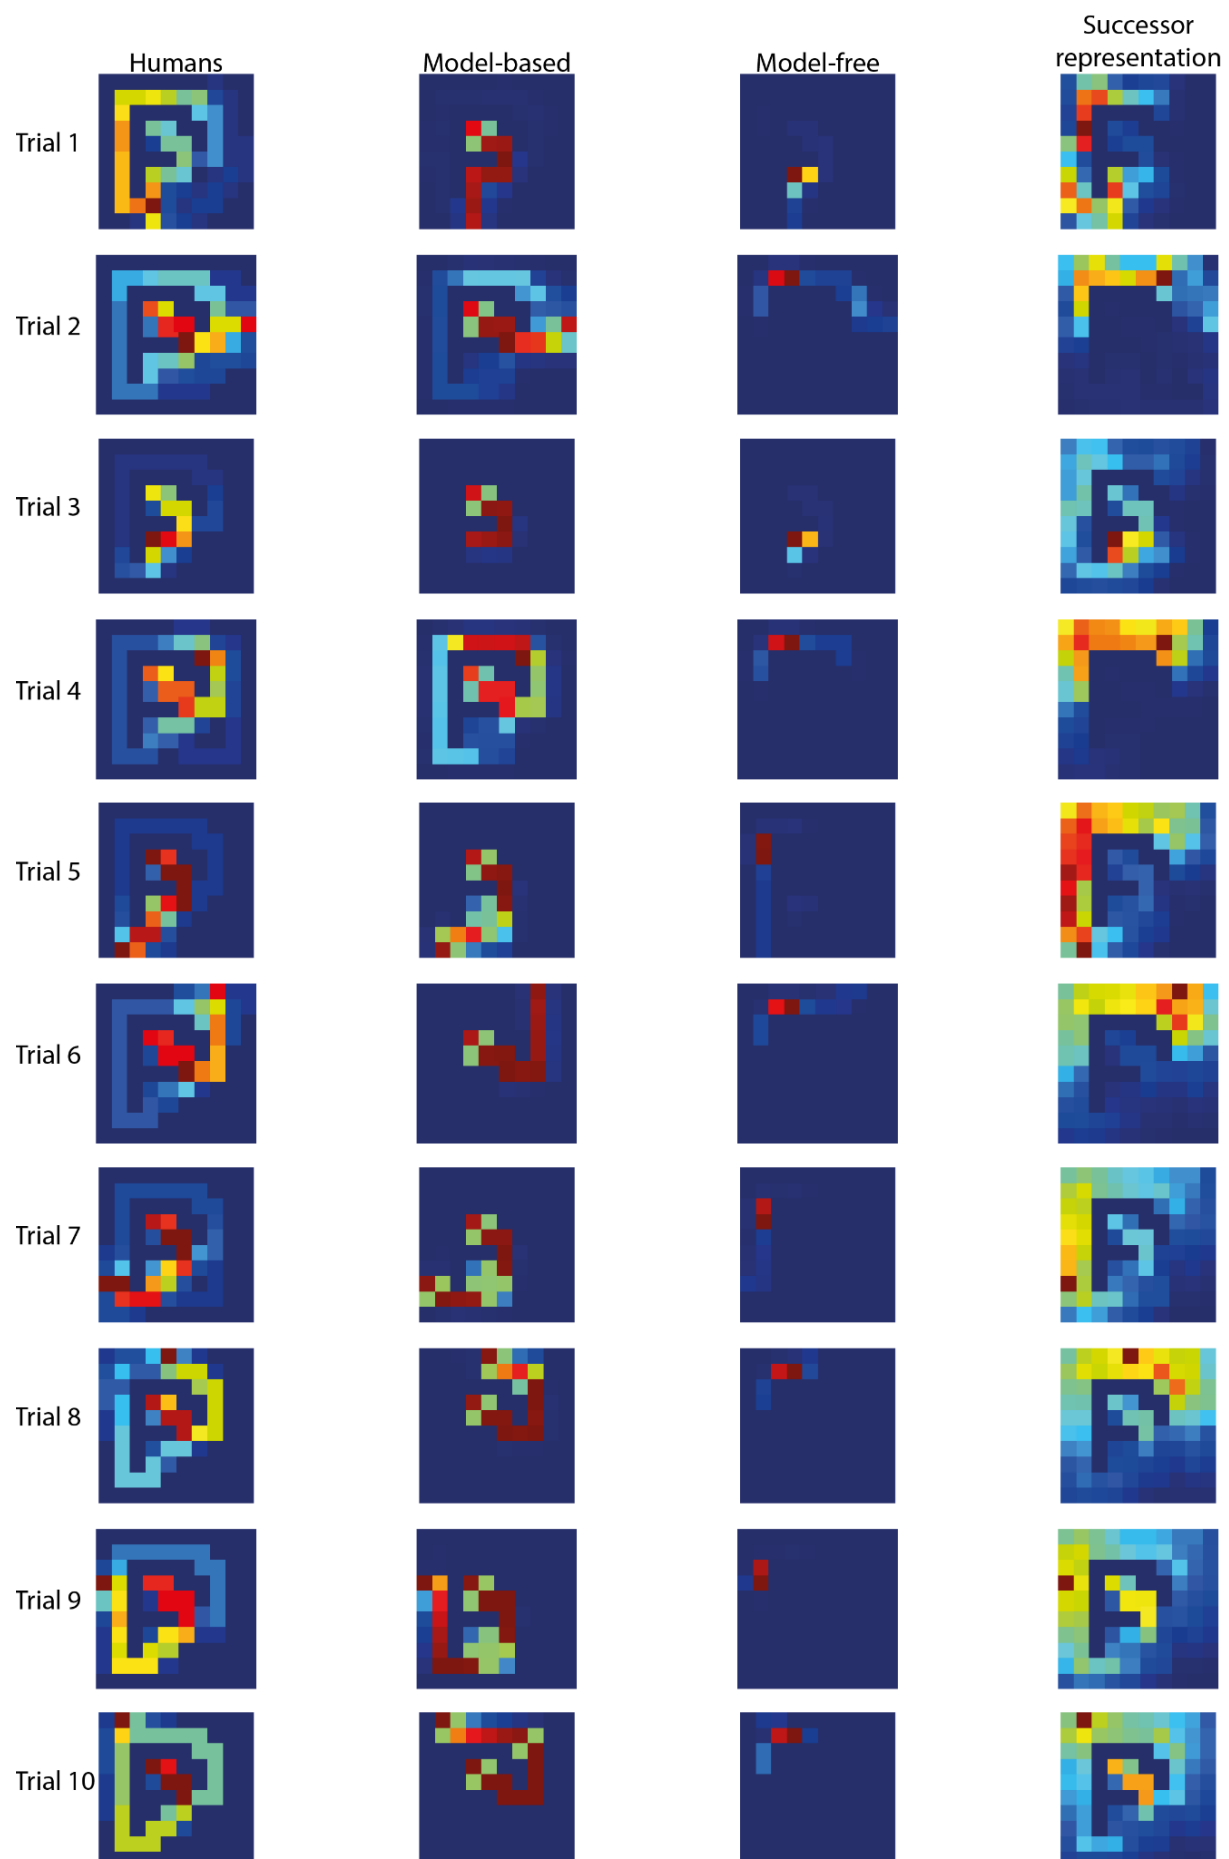 Successor
Humans Model-based Model-free representation
Trial 1
Trial 2
Trial 3
Trial 4
Trial 5
Trial 6
Trial 7
Trial 8
Trial 9
Trial 10